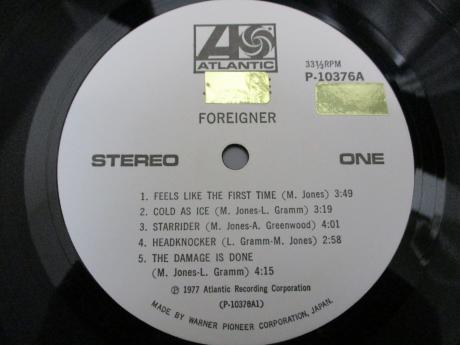 ATLANTIC
33⅓RPM
P-10376A
FOREIGNER
STEREO ONE
1. FEELS LIKE THE FIRST TIME (M. Jones) 3:49
2. COLD AS ICE (M. Jones-L. Gramm) 3:19
3. STARRIDER (M. Jones-A. Greenwood) 4:01
4. HEADKNOCKER (L. Gramm-M. Jones) 2:58
5. THE DAMAGE IS DONE
(M. Jones-L. Gramm) 4:15
℗ 1977 Atlantic Recording Corporation
(P-10376A1)
MADE BY WARNER PIONEER CORPORATION, JAPAN.